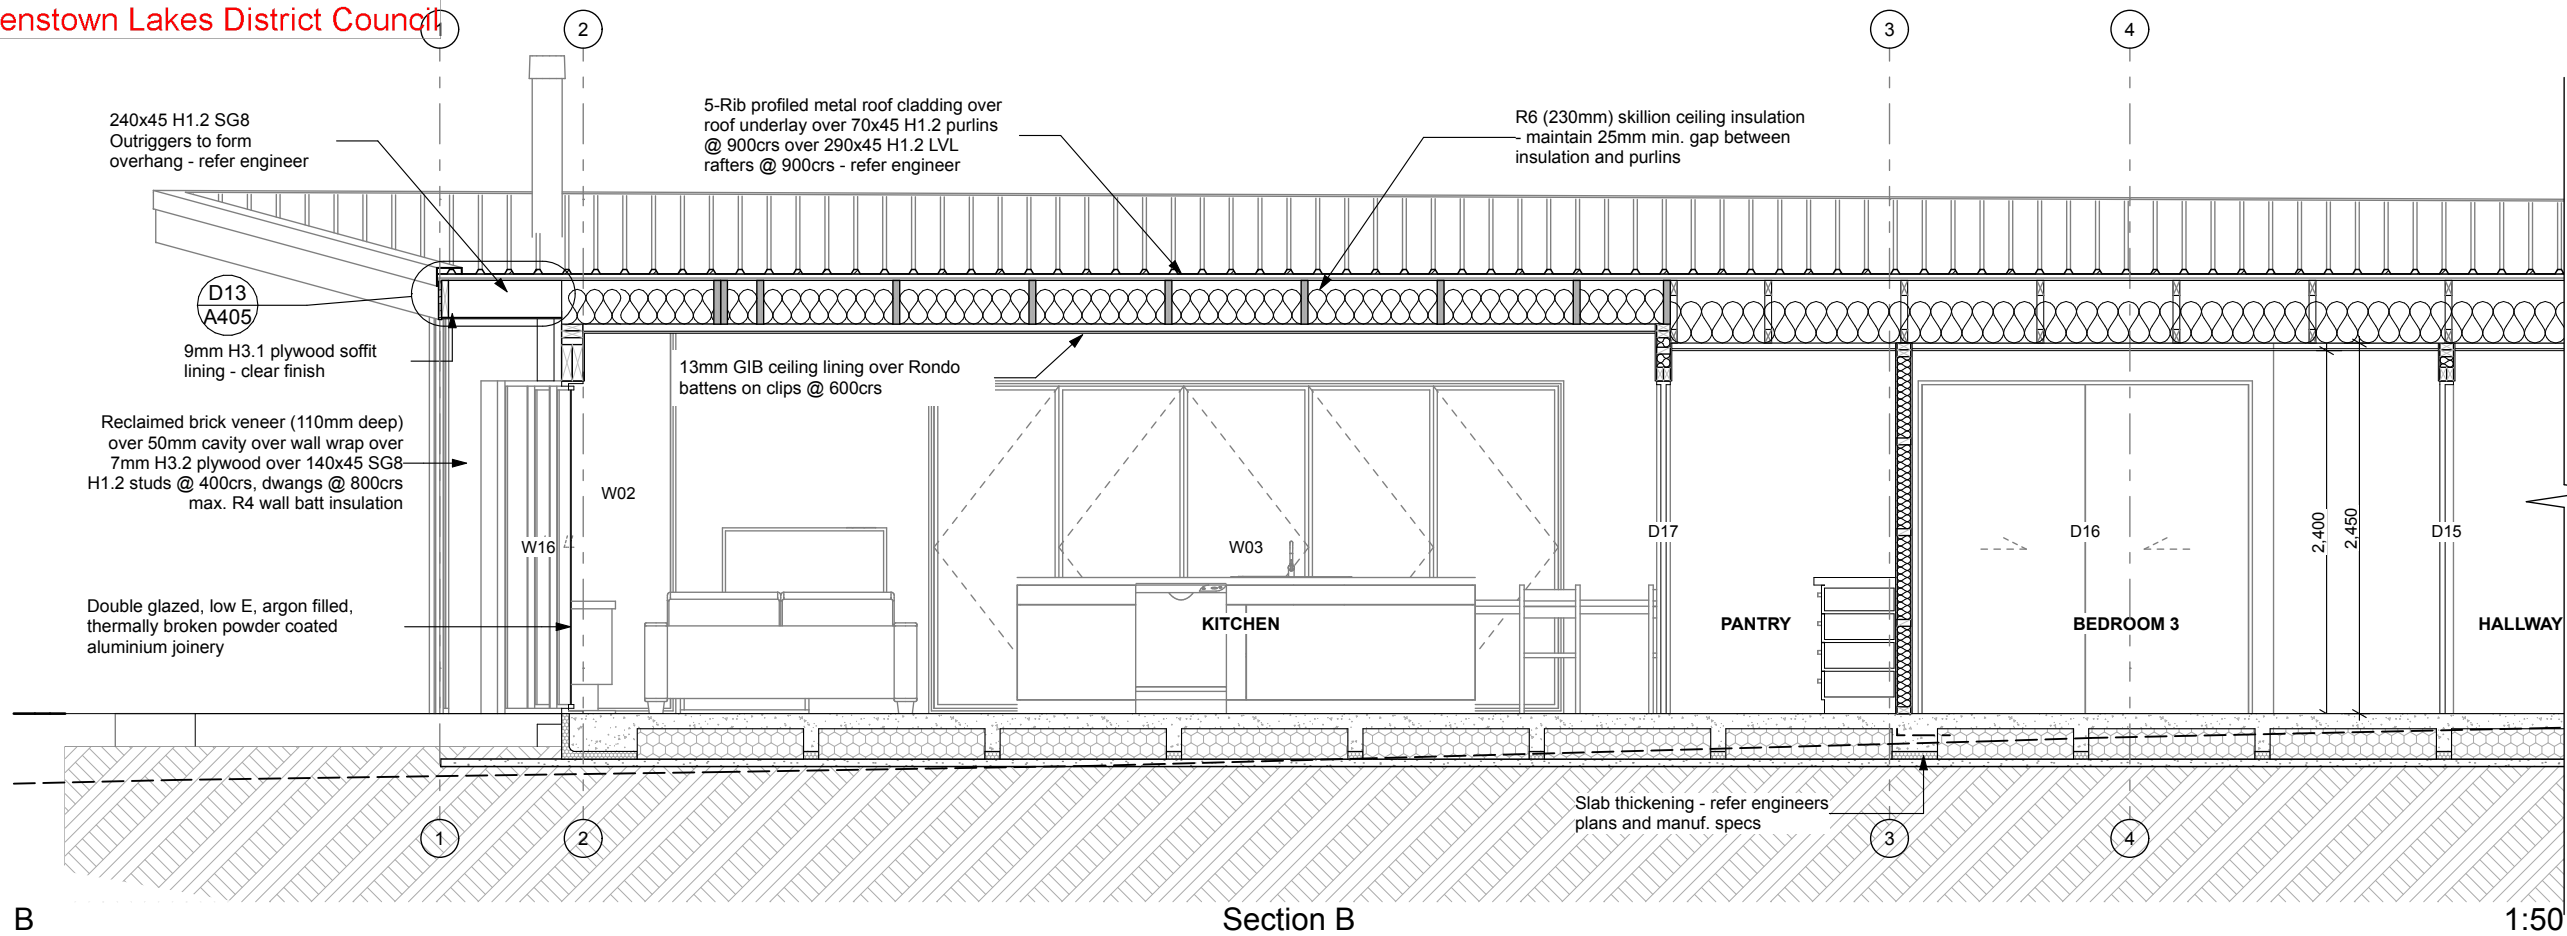 enstown Lakes District Council
1
2
3
4
240x45 H1.2 SG8
Outriggers to form
overhang - refer engineer
5-Rib profiled metal roof cladding over
roof underlay over 70x45 H1.2 purlins
@ 900crs over 290x45 H1.2 LVL
rafters @ 900crs - refer engineer
R6 (230mm) skillion ceiling insulation
- maintain 25mm min. gap between
insulation and purlins
D13
A405
9mm H3.1 plywood soffit
lining - clear finish
13mm GIB ceiling lining over Rondo
battens on clips @ 600crs
Reclaimed brick veneer (110mm deep)
over 50mm cavity over wall wrap over
7mm H3.2 plywood over 140x45 SG8
H1.2 studs @ 400crs, dwangs @ 800crs
max. R4 wall batt insulation
W02
W16
W03
D17
D16
D15
2,400
2,450
Double glazed, low E, argon filled,
thermally broken powder coated
aluminium joinery
KITCHEN
PANTRY
BEDROOM 3
HALLWAY
Slab thickening - refer engineers
plans and manuf. specs
1
2
3
4
B
Section B
1:50